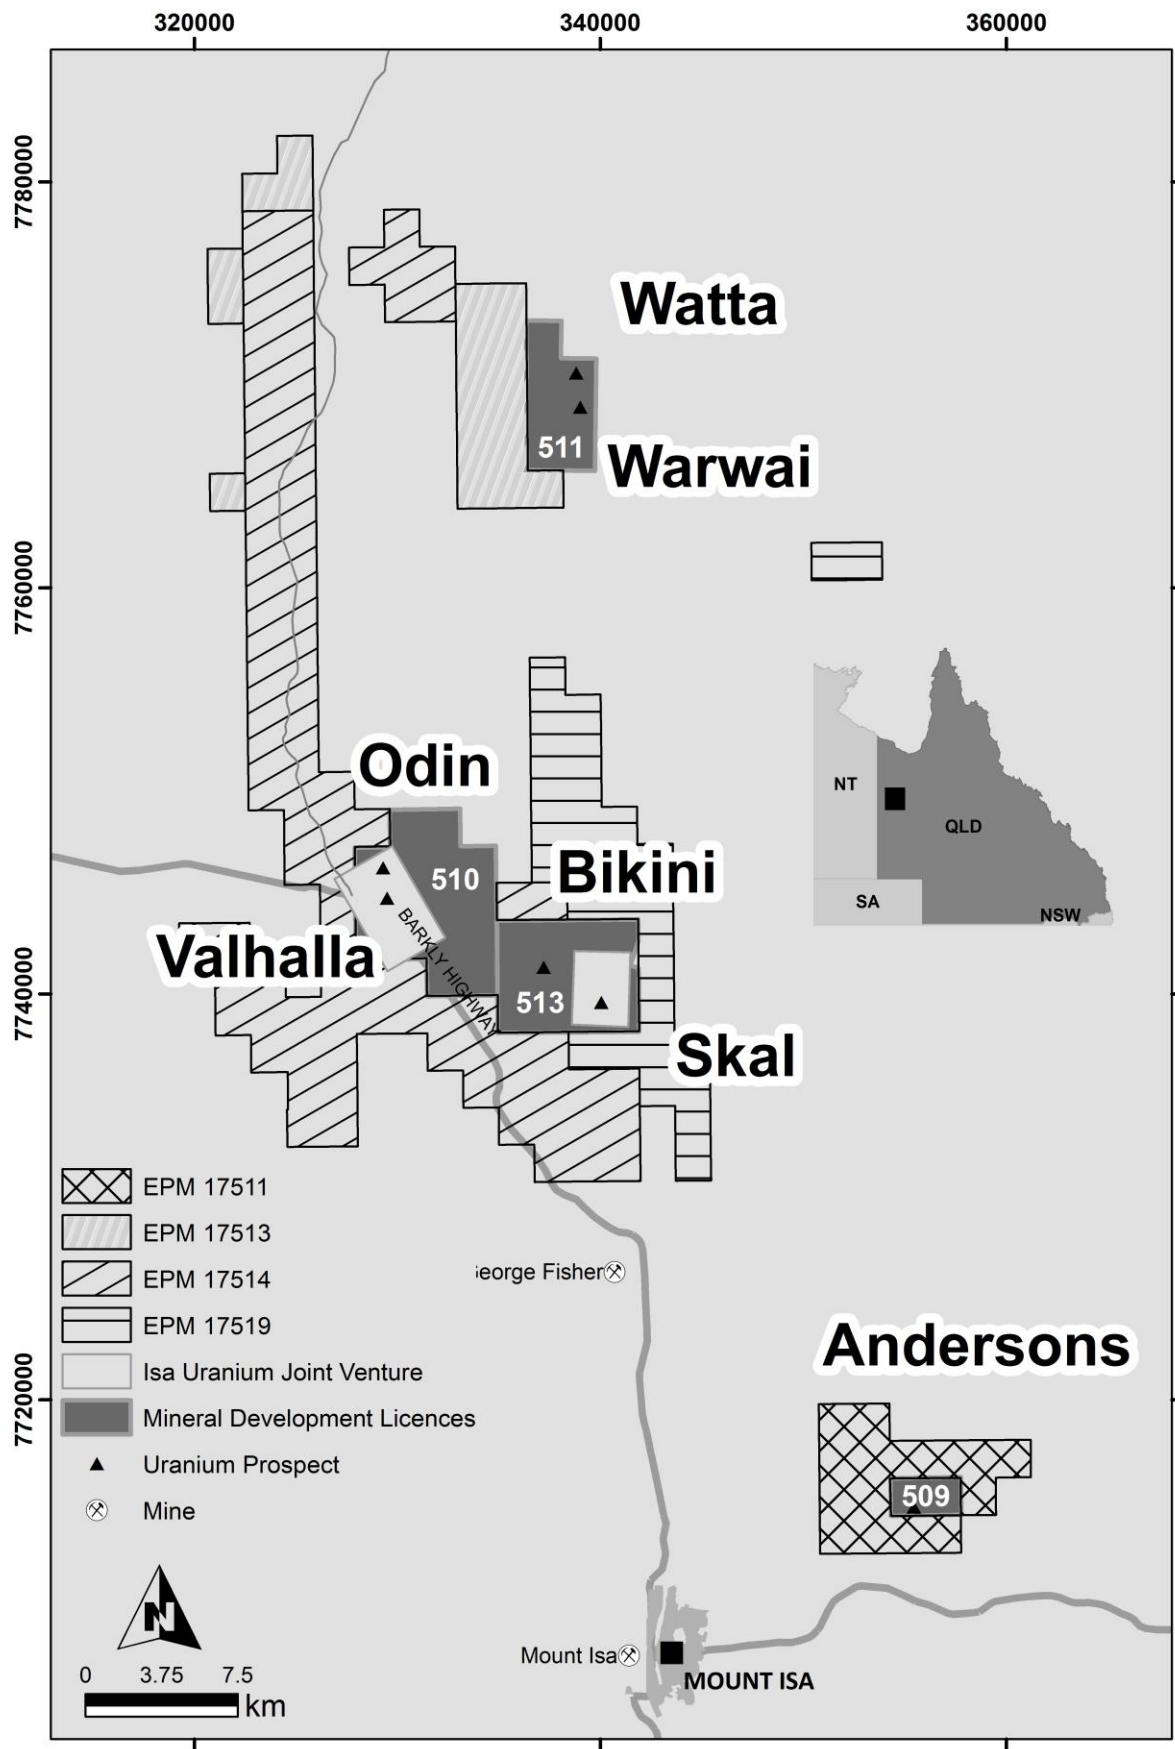 320000 340000 360000
7780000
Watta
511
Warwai
7760000
Odin
NT
QLD
SA
NSW
510
Bikini
BARKLY HIGHWAY
Valhalla
513
7740000
Skal
EPM 17511
EPM 17513
EPM 17514
EPM 17519
Isa Uranium Joint Venture
Mineral Development Licences
Uranium Prospect
Mine
eorge Fisher
Andersons
7720000
509
N
0 3.75 7.5
km
Mount Isa
MOUNT ISA